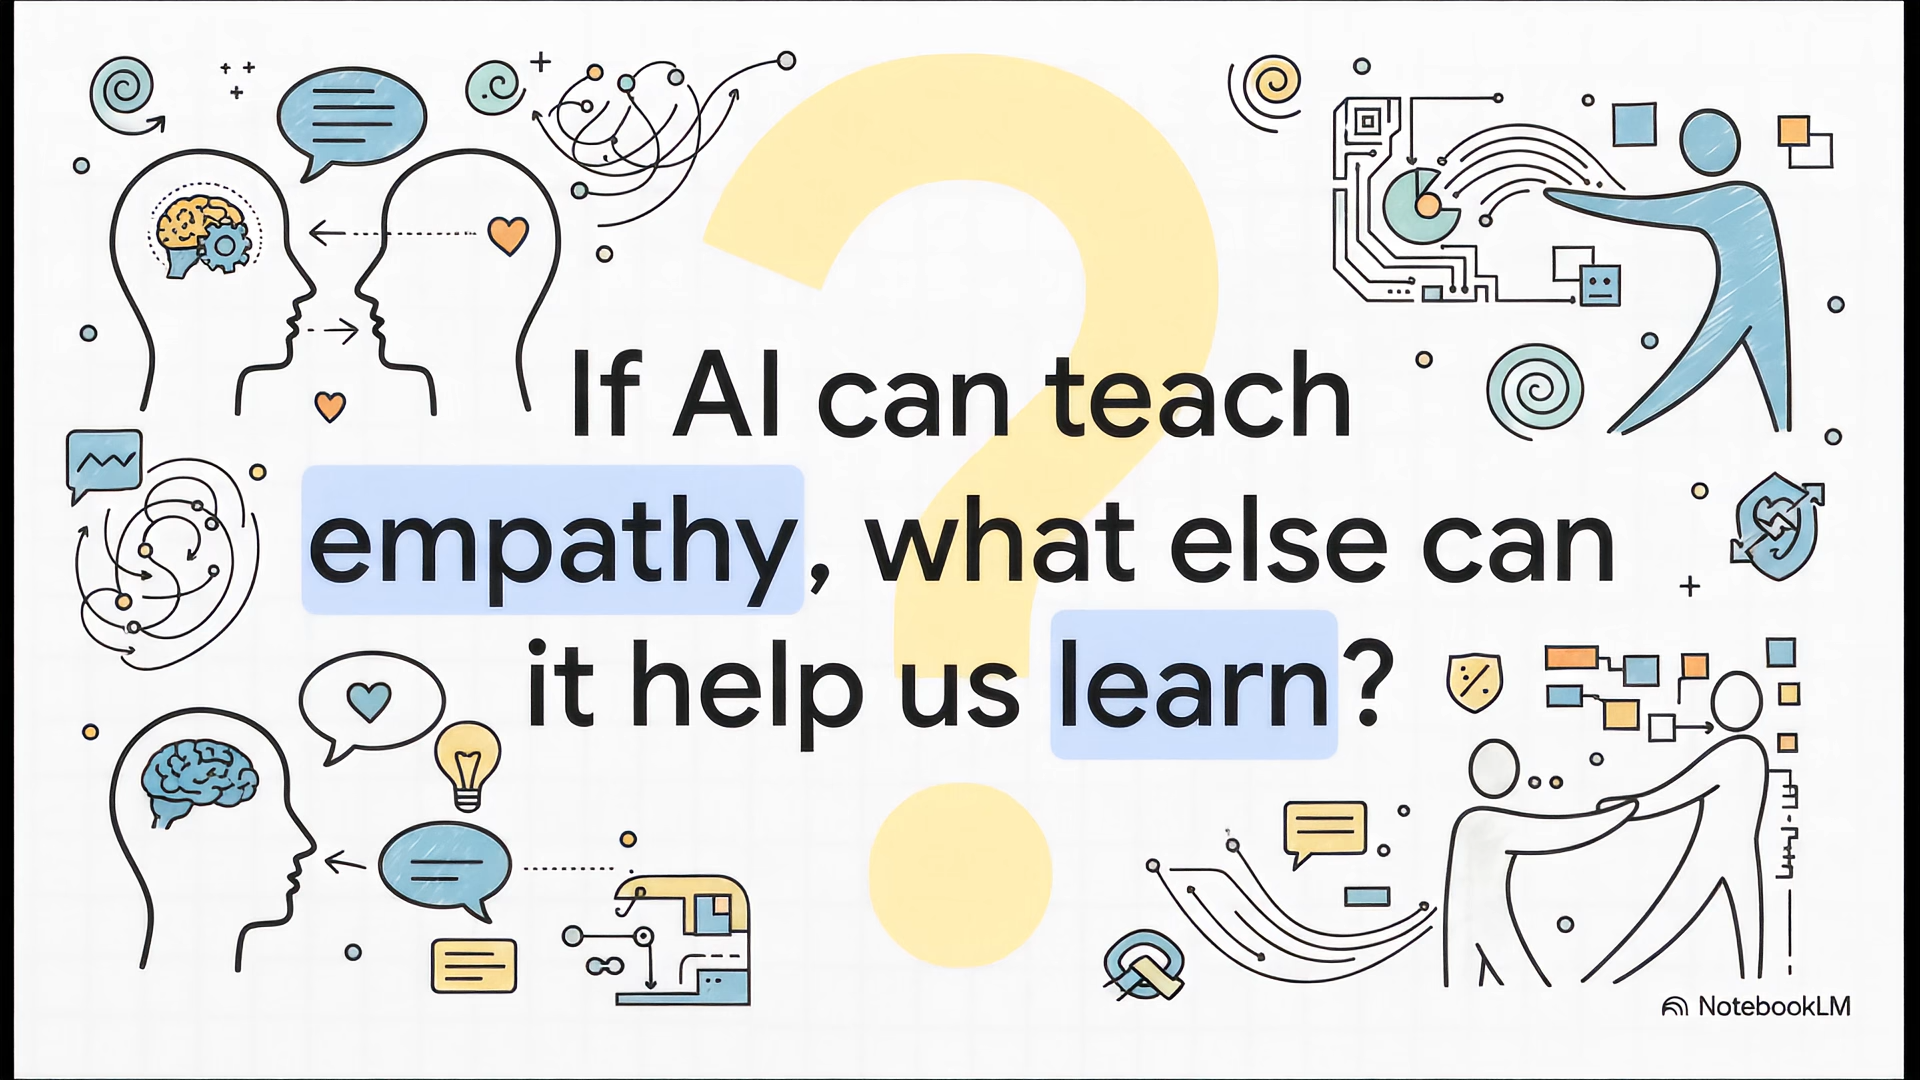 If AI can teach
empathy, what else can
it help us learn?
NotebookLM